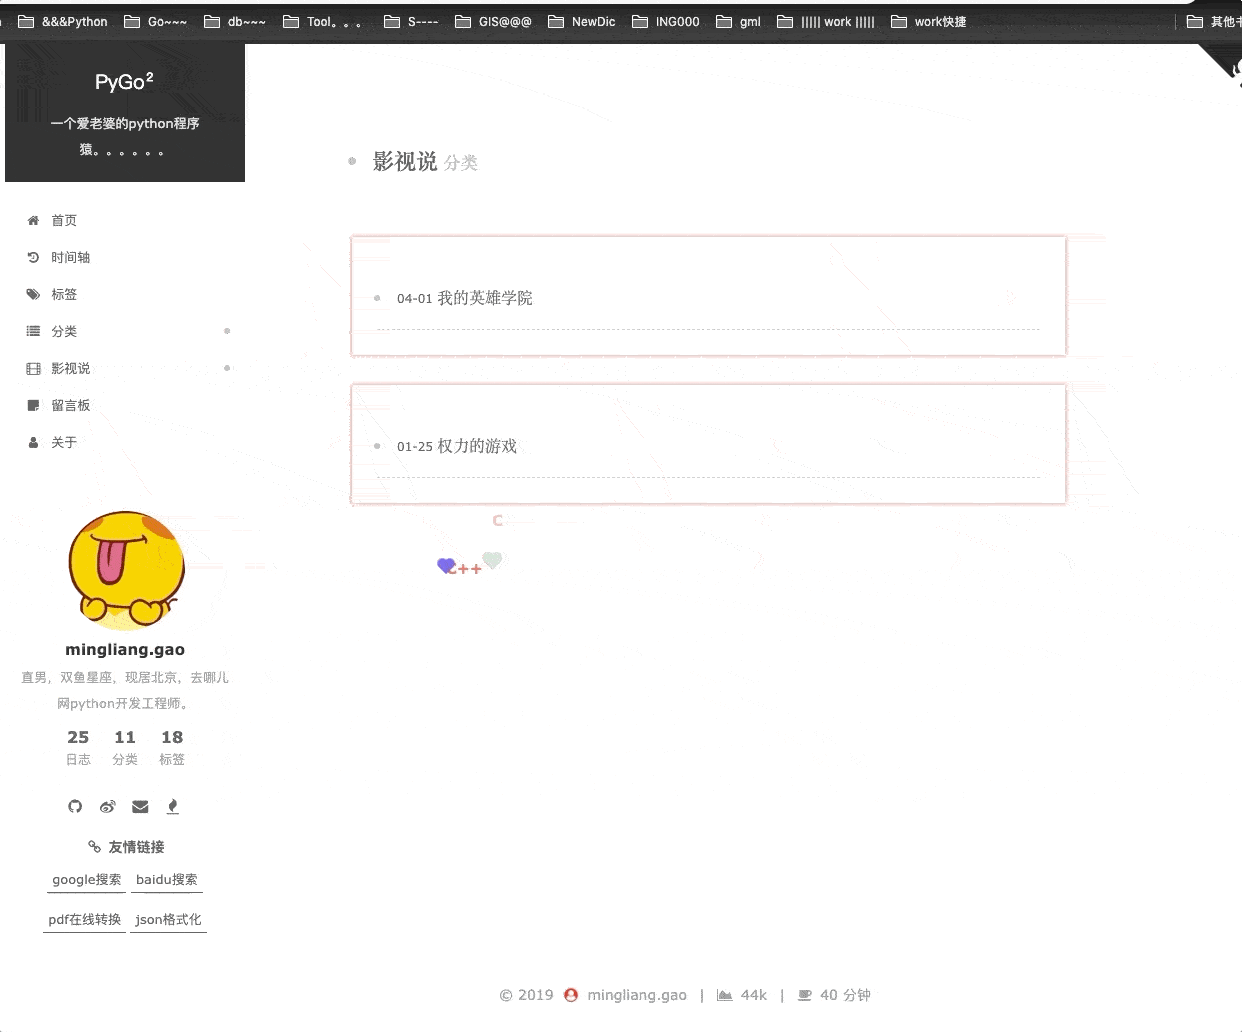 &&&Python Go~~~ db~~~ Tool。。。 S---- GIS@@@ NewDic ING000 gml ||||| work ||||| work快捷 其他
PyGo²
一个爱老婆的python程序
猿。。。。。。
首页
时间轴
标签
分类
影视说
留言板
关于
mingliang.gao
直男，双鱼星座，现居北京，去哪儿
网python开发工程师。
25 11 18
日志 分类 标签
友情链接
google搜索 baidu搜索
pdf在线转换 json格式化
影视说 分类
04-01 我的英雄学院
01-25 权力的游戏
C
C++
© 2019 mingliang.gao | 44k | 40 分钟